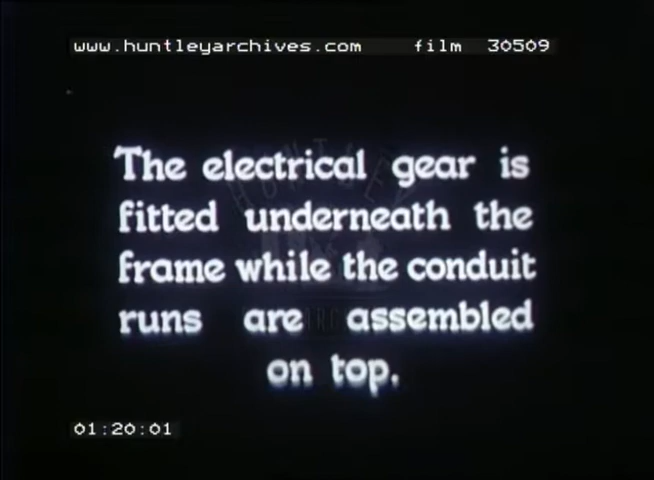 www.huntleyarchives.com film 30509
The electrical gear is
fitted underneath the
frame while the conduit
runs are assembled
on top.
01:20:01